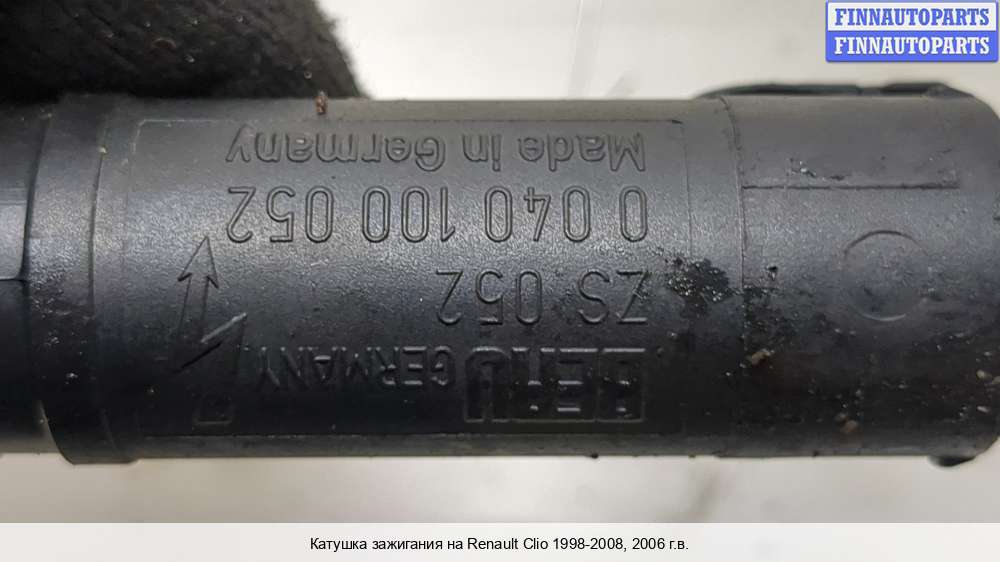 FINNAUTOPARTS
FINNAUTOPARTS
BERU
GERMANY
ZS 052
0 040 100 052
Made in Germany
Катушка зажигания на Renault Clio 1998-2008, 2006 г.в.